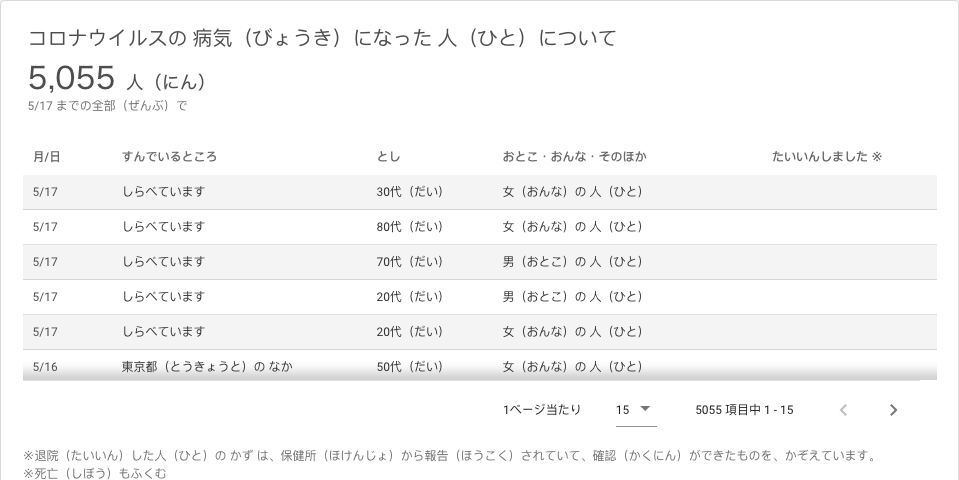 コロナウイルスの 病気（びょうき）になった 人（ひと）について
5,055 人（にん）
5/17 までの全部（ぜんぶ）で
月/日 すんでいるところ とし おとこ・おんな・そのほか たいいんしました ※
5/17 しらべています 30代（だい） 女（おんな）の 人（ひと）
5/17 しらべています 80代（だい） 女（おんな）の 人（ひと）
5/17 しらべています 70代（だい） 男（おとこ）の 人（ひと）
5/17 しらべています 20代（だい） 男（おとこ）の 人（ひと）
5/17 しらべています 20代（だい） 女（おんな）の 人（ひと）
5/16 東京都（とうきょうと）の なか 50代（だい） 女（おんな）の 人（ひと）
1ページ当たり 15 5055 項目中 1 - 15
※退院（たいいん）した人（ひと）の かず は、保健所（ほけんじょ）から報告（ほうこく）されていて、確認（かくにん）ができたものを、かぞえています。
※死亡（しぼう）もふくむ